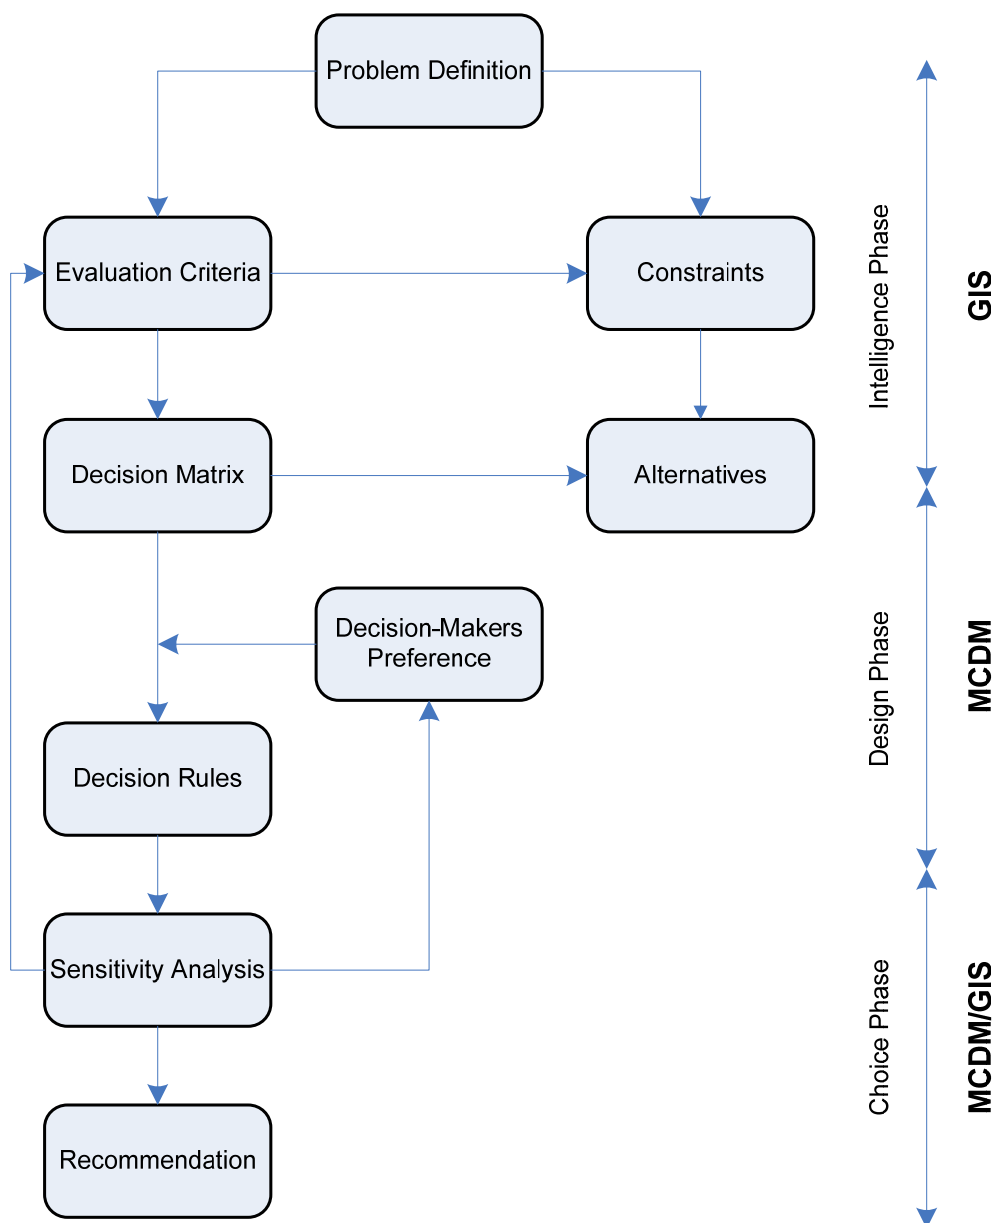 Problem Definition
Evaluation Criteria
Constraints
Decision Matrix
Alternatives
Decision-Makers
Preference
Decision Rules
Sensitivity Analysis
Recommendation
Intelligence Phase
GIS
Design Phase
MCDM
Choice Phase
MCDM/GIS